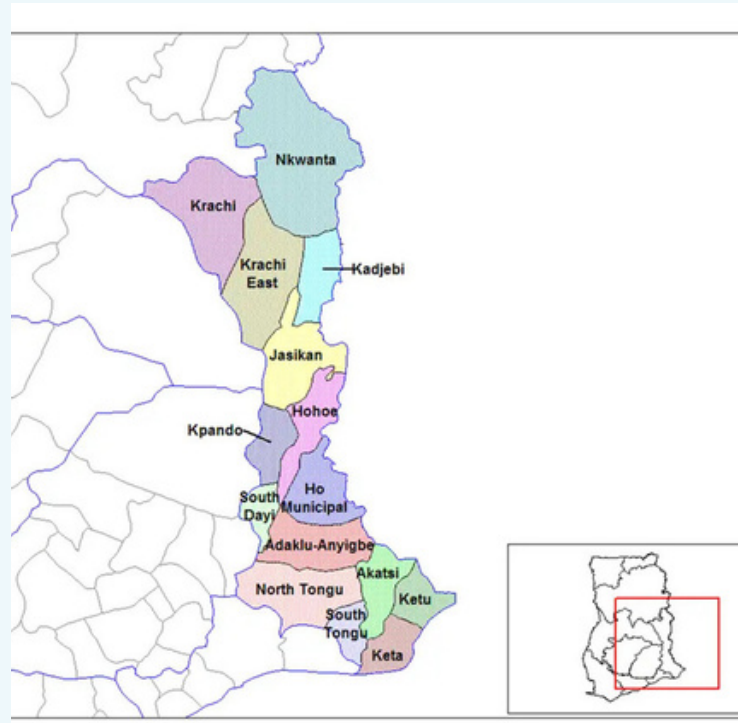 Nkwanta
Krachi
Krachi
East
Kadjebi
Jasikan
Hohoe
Kpando
South
Dayi
Ho
Municipal
Adaklu-Anyigbe
Akatsi
North Tongu
Ketu
South
Tongu
Keta